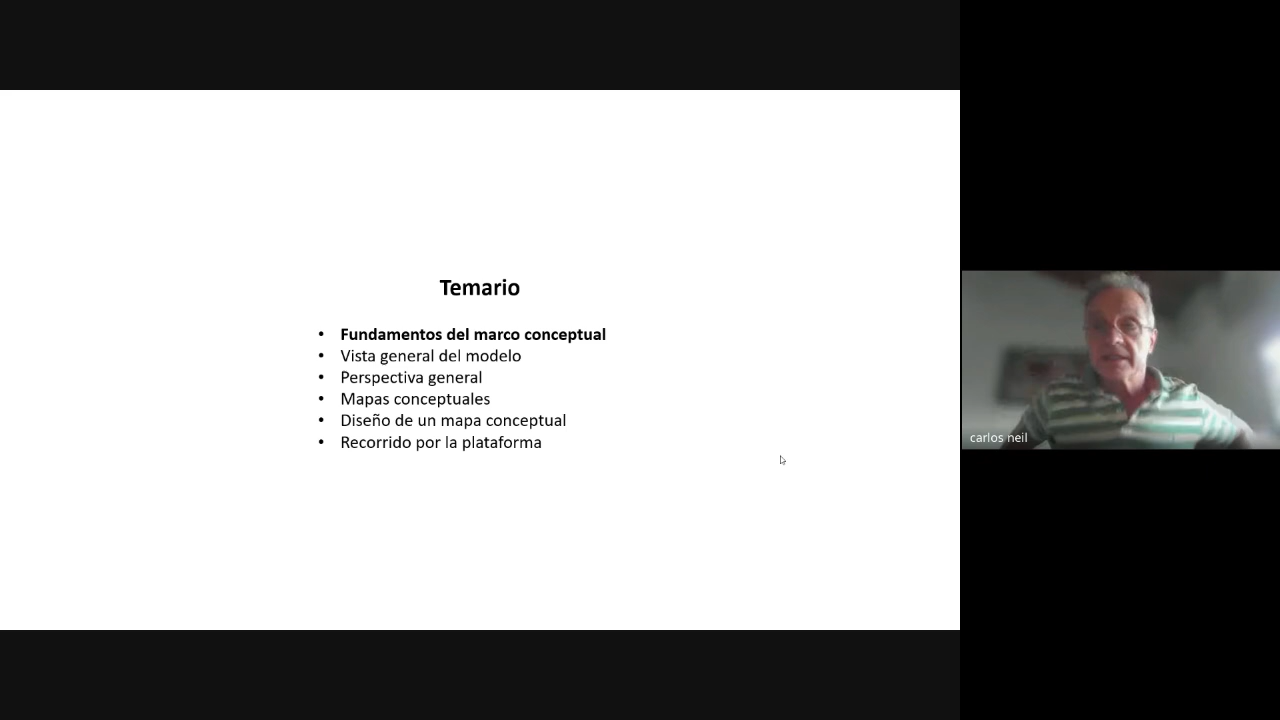 Temario
• Fundamentos del marco conceptual
• Vista general del modelo
• Perspectiva general
• Mapas conceptuales
• Diseño de un mapa conceptual
• Recorrido por la plataforma
carlos neil